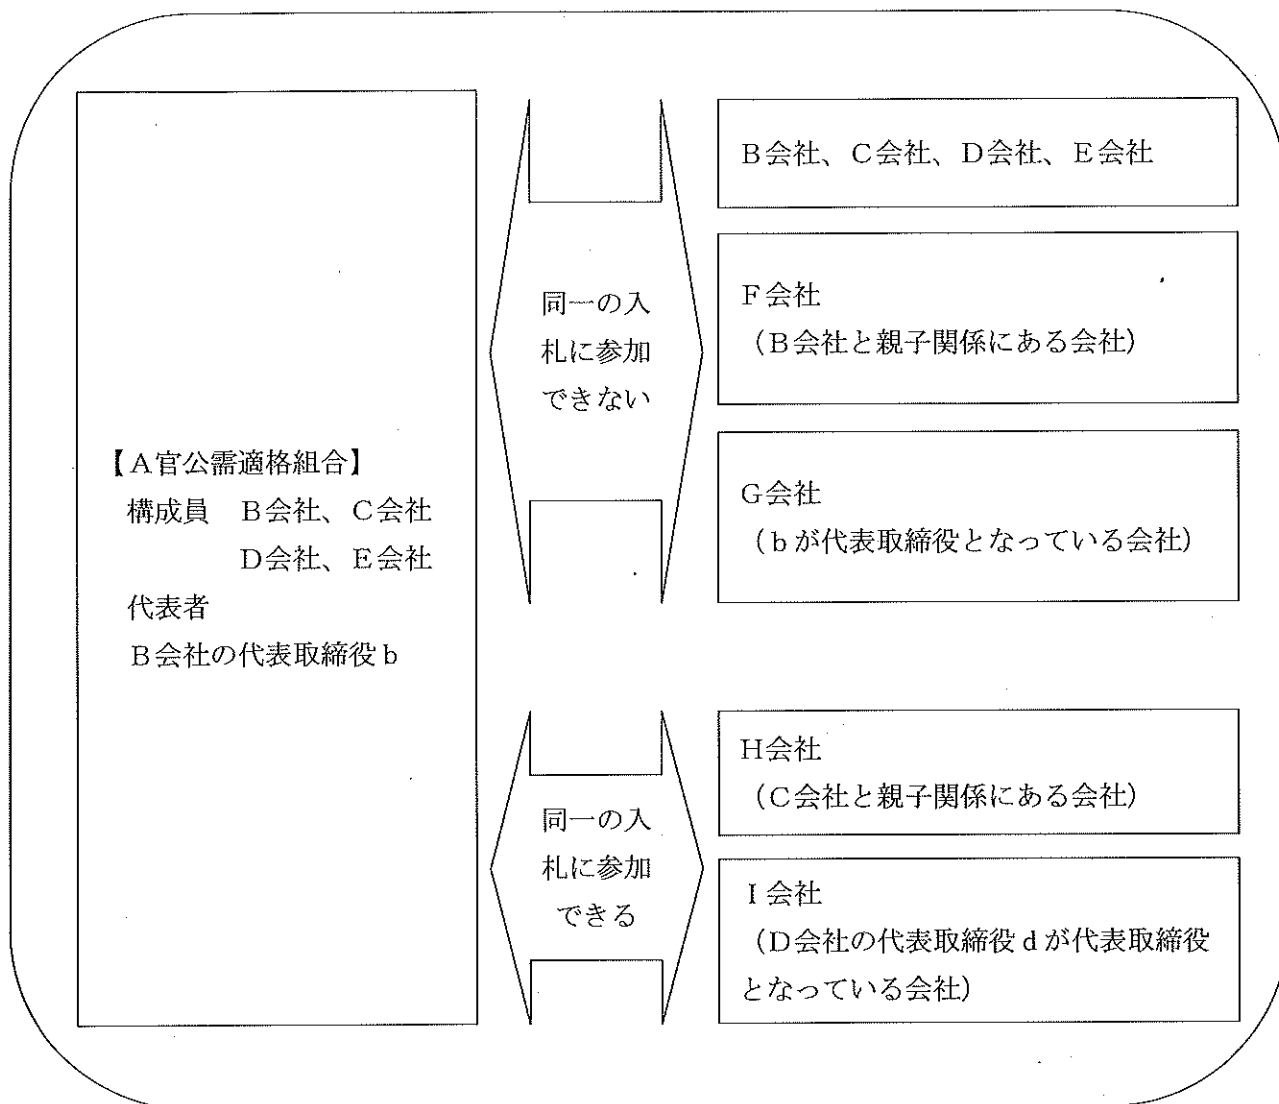 【A官公需適格組合】
構成員 B会社、C会社
D会社、E会社
代表者
B会社の代表取締役b
同一の入
札に参加
できない
B会社、C会社、D会社、E会社
F会社
（B会社と親子関係にある会社）
G会社
（bが代表取締役となっている会社）
同一の入
札に参加
できる
H会社
（C会社と親子関係にある会社）
I会社
（D会社の代表取締役dが代表取締役
となっている会社）